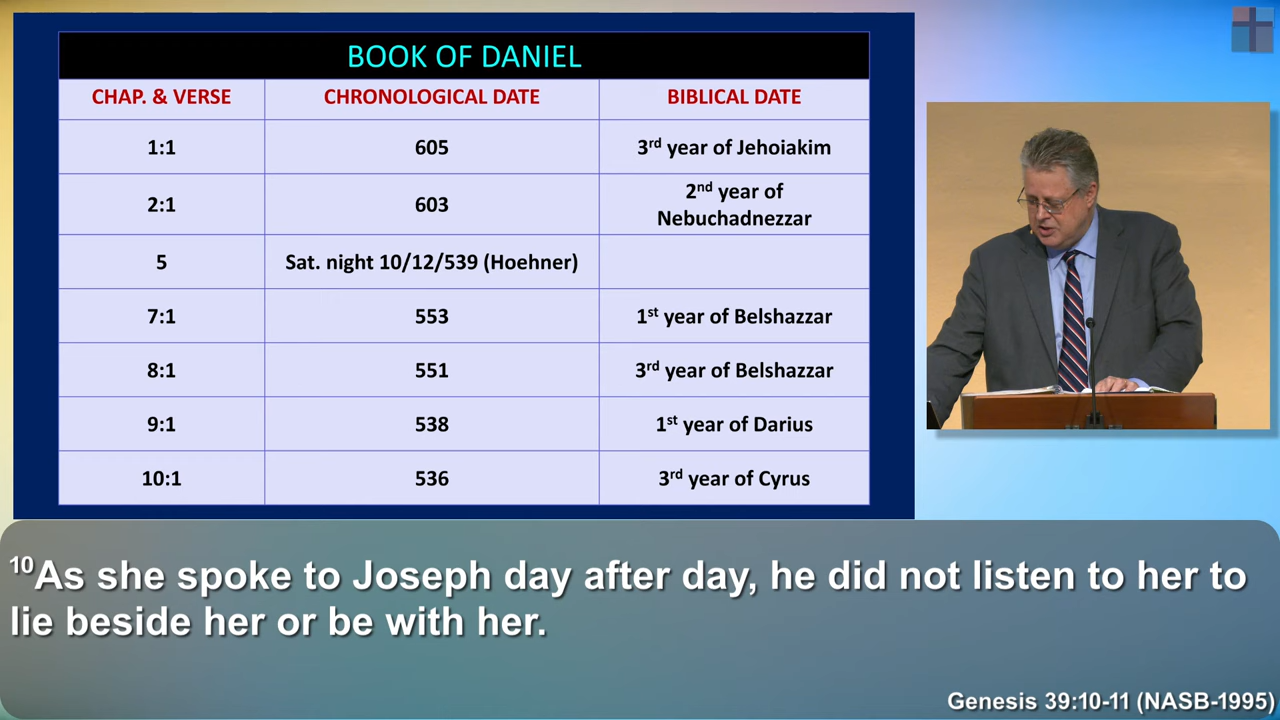 BOOK OF DANIEL
CHAP. & VERSE CHRONOLOGICAL DATE BIBLICAL DATE
1:1 605 3rd year of Jehoiakim
2:1 603 2nd year of
Nebuchadnezzar
5 Sat. night 10/12/539 (Hoehner)
7:1 553 1st year of Belshazzar
8:1 551 3rd year of Belshazzar
9:1 538 1st year of Darius
10:1 536 3rd year of Cyrus
10As she spoke to Joseph day after day, he did not listen to her to
lie beside her or be with her.
Genesis 39:10-11 (NASB-1995)